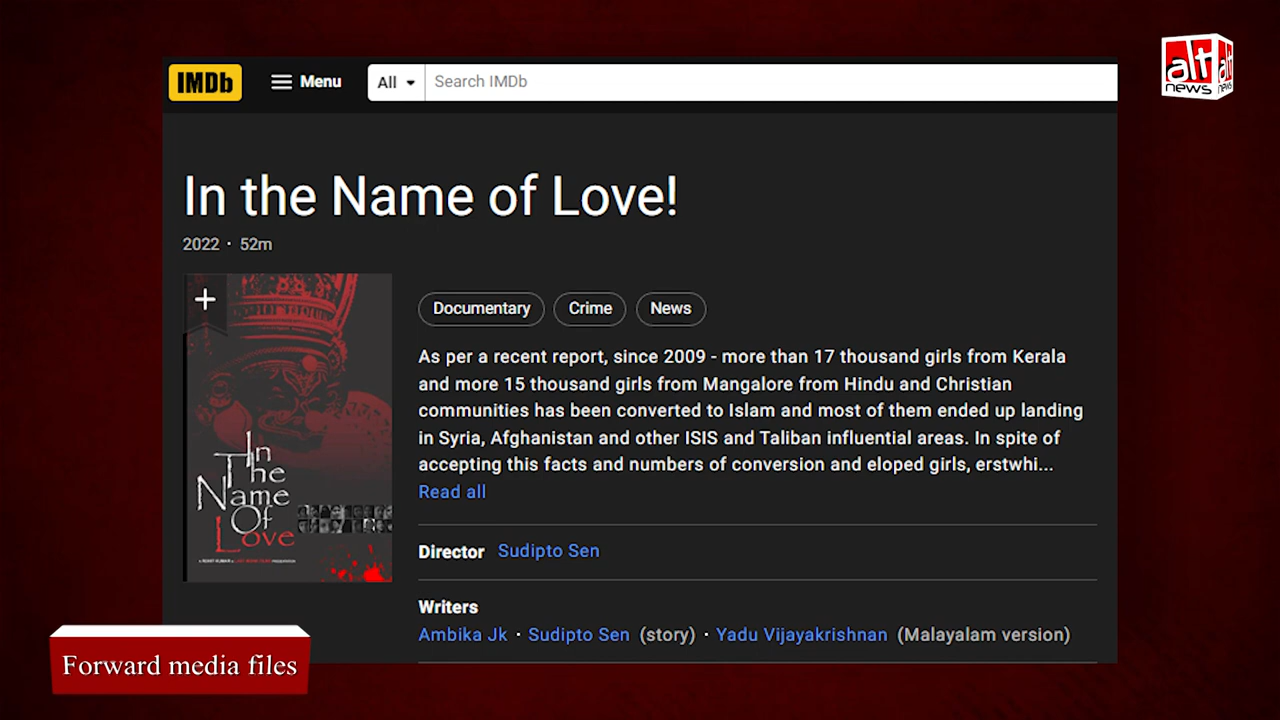 alt
news
IMDb
Menu
All
Search IMDb
In the Name of Love!
2022 · 52m
In
The
Name
Of
Love
Documentary
Crime
News
As per a recent report, since 2009 - more than 17 thousand girls from Kerala
and more 15 thousand girls from Mangalore from Hindu and Christian
communities has been converted to Islam and most of them ended up landing
in Syria, Afghanistan and other ISIS and Taliban influential areas. In spite of
accepting this facts and numbers of conversion and eloped girls, erstwhi...
Read all
Director Sudipto Sen
Writers
Ambika Jk · Sudipto Sen (story) · Yadu Vijayakrishnan (Malayalam version)
Forward media files